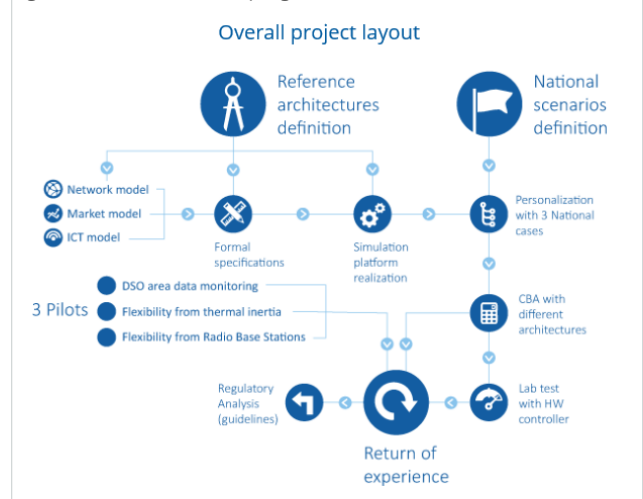 Overall project layout
Reference
architectures
definition
National
scenarios
definition
Network model
Market model
ICT model
Formal
specifications
Simulation
platform
realization
Personalization
with 3 National
cases
3 Pilots
DSO area data monitoring
Flexibility from thermal inertia
Flexibility from Radio Base Stations
CBA with
different
architectures
Regulatory
Analysis
(guidelines)
Return of
experience
Lab test
with HW
controller